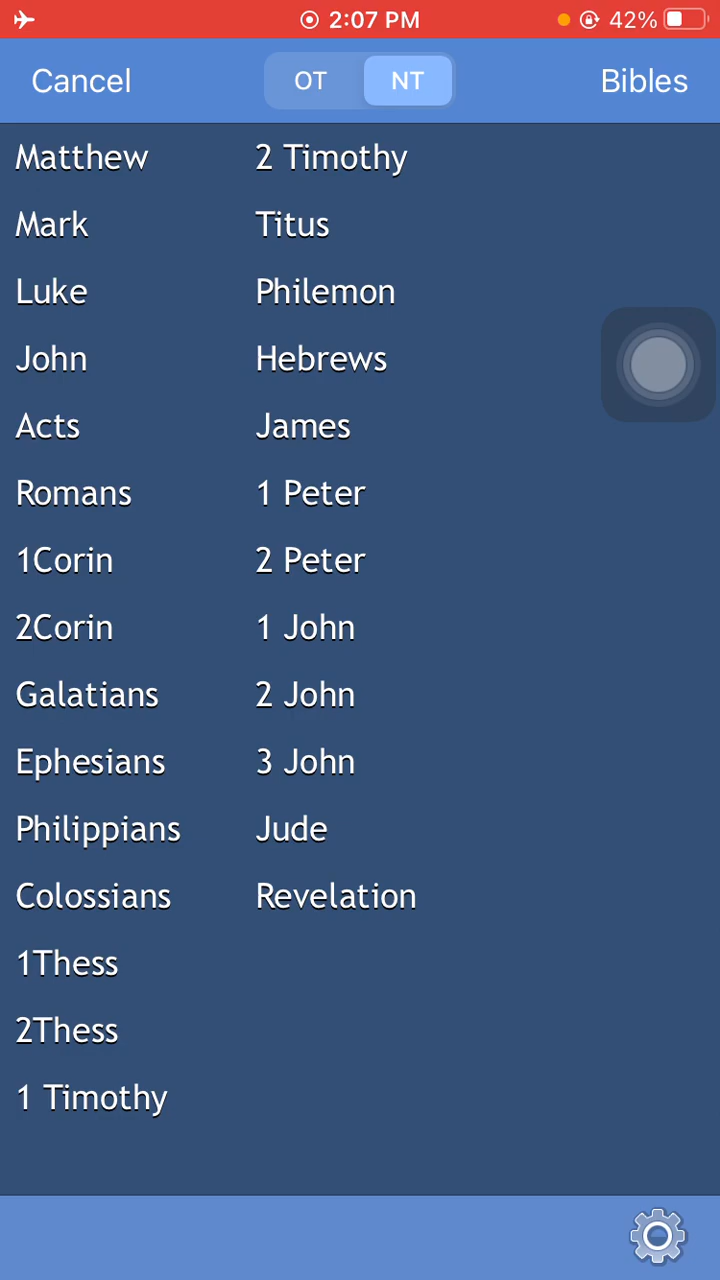 2:07 PM 42%
Cancel OT NT Bibles
Matthew
Mark
Luke
John
Acts
Romans
1Corin
2Corin
Galatians
Ephesians
Philippians
Colossians
1Thess
2Thess
1 Timothy
2 Timothy
Titus
Philemon
Hebrews
James
1 Peter
2 Peter
1 John
2 John
3 John
Jude
Revelation